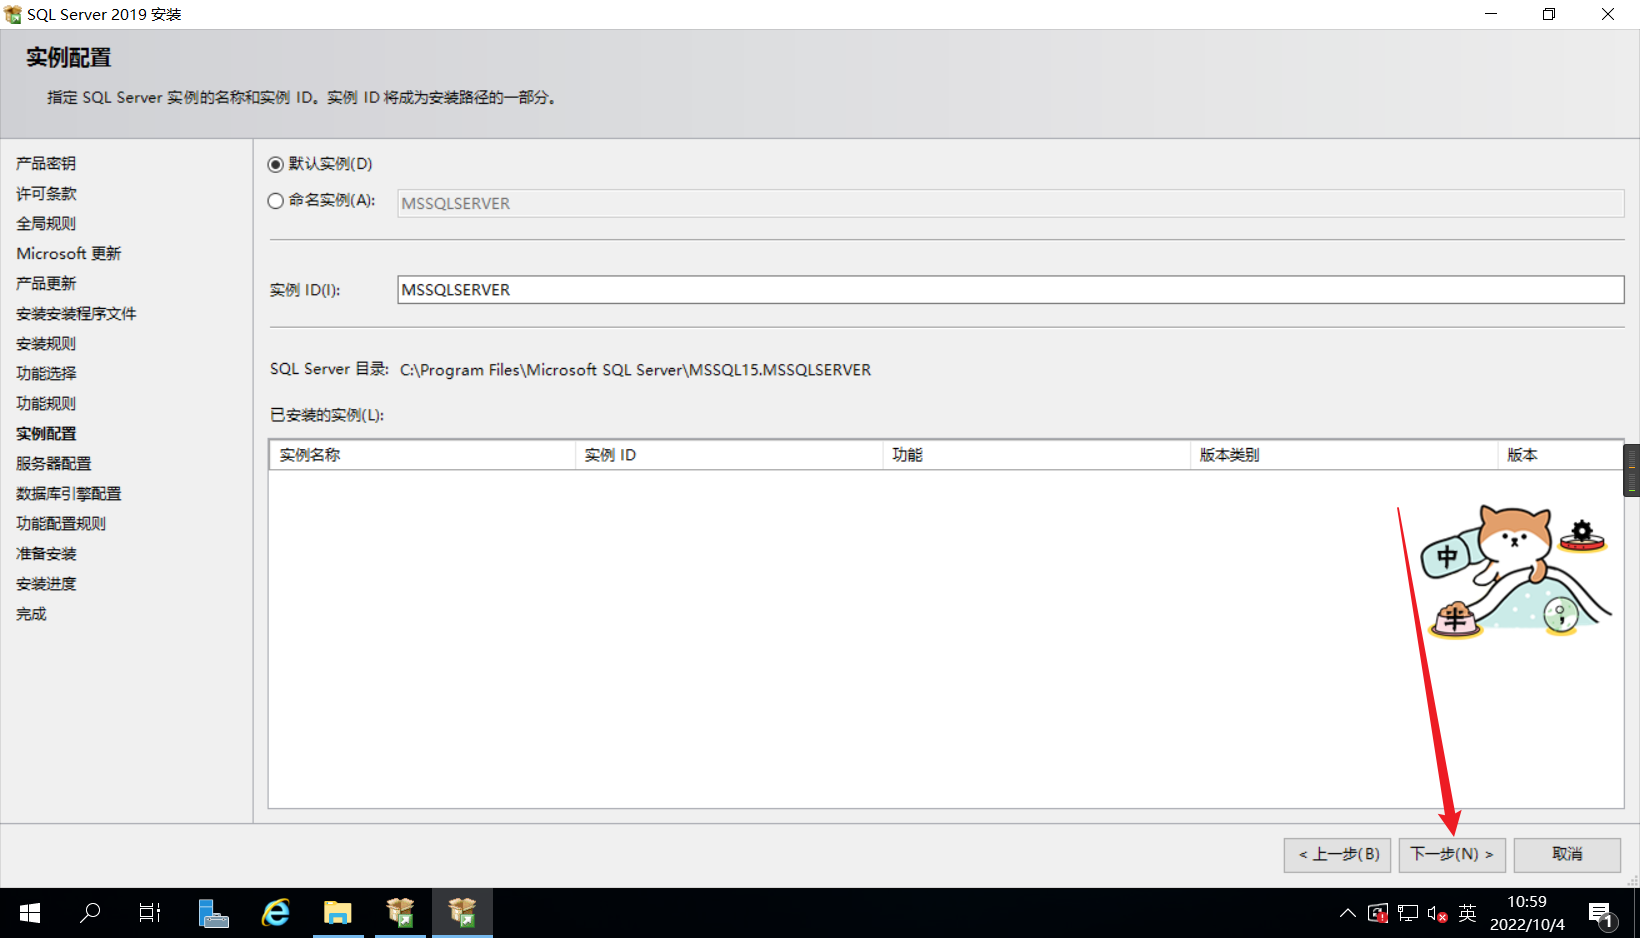 SQL Server 2019 安装
实例配置
指定 SQL Server 实例的名称和实例 ID。实例 ID 将成为安装路径的一部分。
产品密钥
许可条款
全局规则
Microsoft 更新
产品更新
安装安装程序文件
安装规则
功能选择
功能规则
实例配置
服务器配置
数据库引擎配置
功能配置规则
准备安装
安装进度
完成
默认实例(D)
命名实例(A): MSSQLSERVER
实例 ID(I): MSSQLSERVER
SQL Server 目录: C:\Program Files\Microsoft SQL Server\MSSQL15.MSSQLSERVER
已安装的实例(L):
实例名称 实例 ID 功能 版本类别 版本
中
半
< 上一步(B) 下一步(N) > 取消
英
10:59
2022/10/4
1